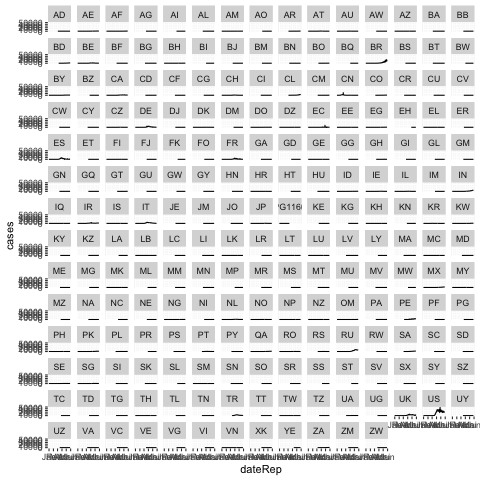 AD AE AF AG AI AL AM AO AR AT AU AW AZ BA BB
BD BE BF BG BH BI BJ BM BN BO BQ BR BS BT BW
BY BZ CA CD CF CG CH CI CL CM CN CO CR CU CV
CW CY CZ DE DJ DK DM DO DZ EC EE EG EH EL ER
ES ET FI FJ FK FO FR GA GD GE GG GH GI GL GM
GN GQ GT GU GW GY HN HR HT HU ID IE IL IM IN
IQ IR IS IT JE JM JO JP KE KG KH KN KR KW
KY KZ LA LB LC LI LK LR LT LU LV LY MA MC MD
ME MG MK ML MM MN MP MR MS MT MU MV MW MX MY
MZ NA NC NE NG NI NL NO NP NZ OM PA PE PF PG
PH PK PL PR PS PT PY QA RO RS RU RW SA SC SD
SE SG SI SK SL SM SN SO SR SS ST SV SX SY SZ
TC TD TG TH TL TN TR TT TW TZ UA UG UK US UY
UZ VA VC VE VG VI VN XK YE ZA ZM ZW
cases
dateRep